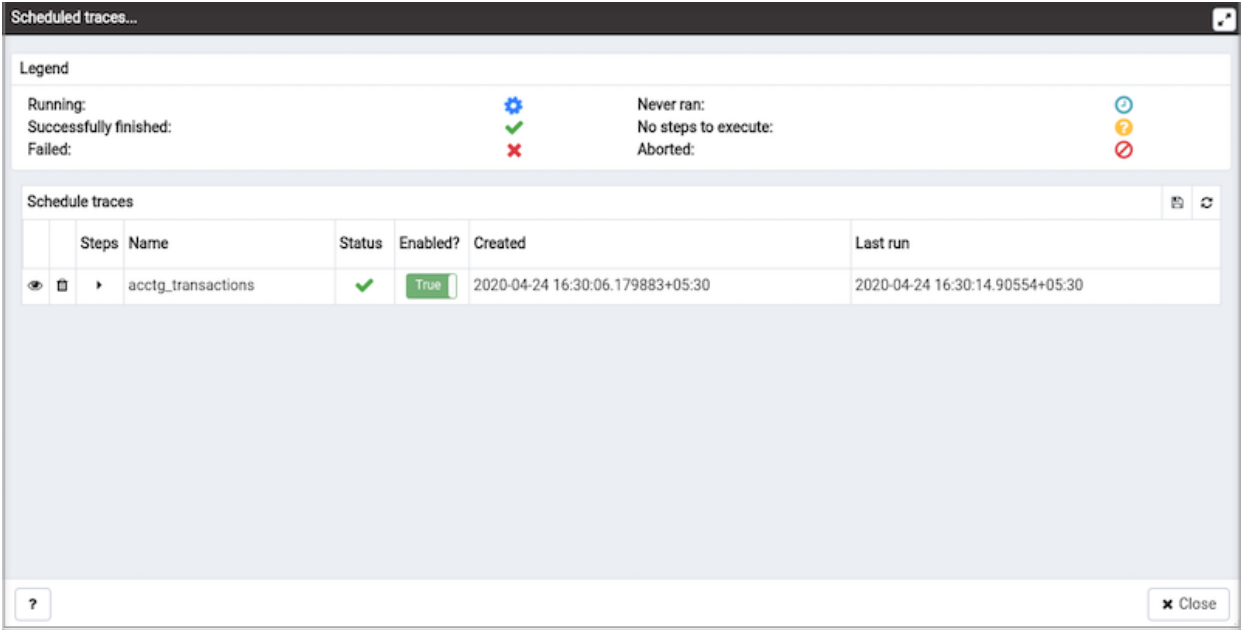 Scheduled traces...
Legend
Running: Never ran:
Successfully finished: No steps to execute:
Failed: Aborted:
Schedule traces
Steps Name Status Enabled? Created Last run
acctg_transactions True 2020-04-24 16:30:06.179883+05:30 2020-04-24 16:30:14.90554+05:30
? Close